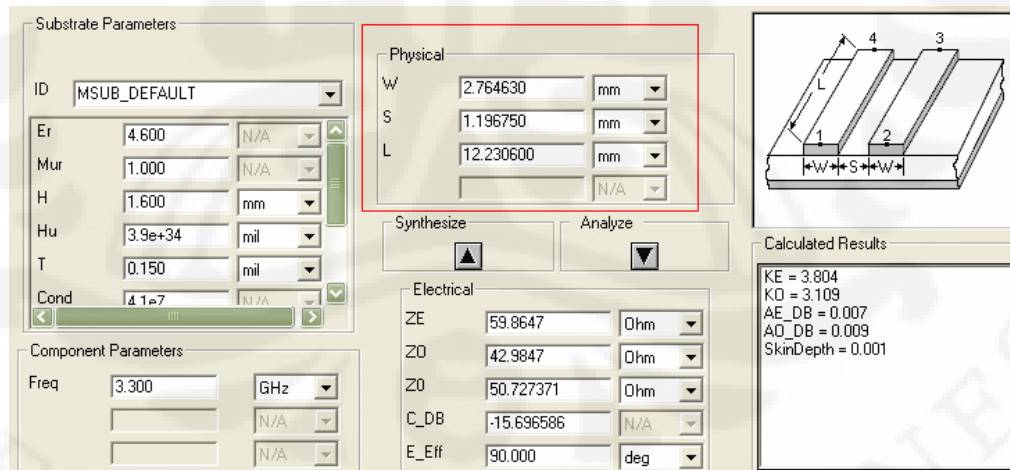 Substrate Parameters
ID MSUB_DEFAULT
Er 4.600 N/A
Mur 1.000 N/A
H 1.600 mm
Hu 3.9e+34 mil
T 0.150 mil
Cond 4.1e7 N/A
Component Parameters
Freq 3.300 GHz
N/A
N/A
Physical
W 2.764630 mm
S 1.196750 mm
L 12.230600 mm
N/A
Synthesize
Analyze
Electrical
ZE 59.8647 Ohm
ZO 42.9847 Ohm
Z0 50.727371 Ohm
C_DB -15.696586 N/A
E_Eff 90.000 deg
4 3
L
1 2
W S W
Calculated Results
KE = 3.804
KO = 3.109
AE_DB = 0.007
AO_DB = 0.009
SkinDepth = 0.001